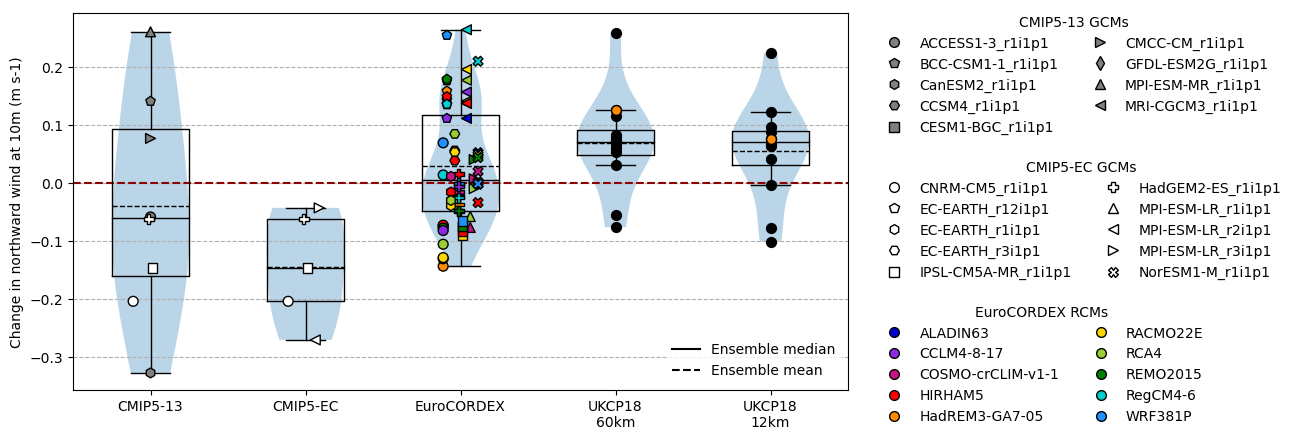 Change in northward wind at 10m (m s-1)
0.2
0.1
0.0
−0.1
−0.2
−0.3
CMIP5-13
CMIP5-EC
EuroCORDEX
UKCP18
60km
UKCP18
12km
Ensemble median
Ensemble mean
CMIP5-13 GCMs
ACCESS1-3_r1i1p1
BCC-CSM1-1_r1i1p1
CanESM2_r1i1p1
CCSM4_r1i1p1
CESM1-BGC_r1i1p1
CMCC-CM_r1i1p1
GFDL-ESM2G_r1i1p1
MPI-ESM-MR_r1i1p1
MRI-CGCM3_r1i1p1
CMIP5-EC GCMs
CNRM-CM5_r1i1p1
EC-EARTH_r12i1p1
EC-EARTH_r1i1p1
EC-EARTH_r3i1p1
IPSL-CM5A-MR_r1i1p1
HadGEM2-ES_r1i1p1
MPI-ESM-LR_r1i1p1
MPI-ESM-LR_r2i1p1
MPI-ESM-LR_r3i1p1
NorESM1-M_r1i1p1
EuroCORDEX RCMs
ALADIN63
CCLM4-8-17
COSMO-crCLIM-v1-1
HIRHAM5
HadREM3-GA7-05
RACMO22E
RCA4
REMO2015
RegCM4-6
WRF381P